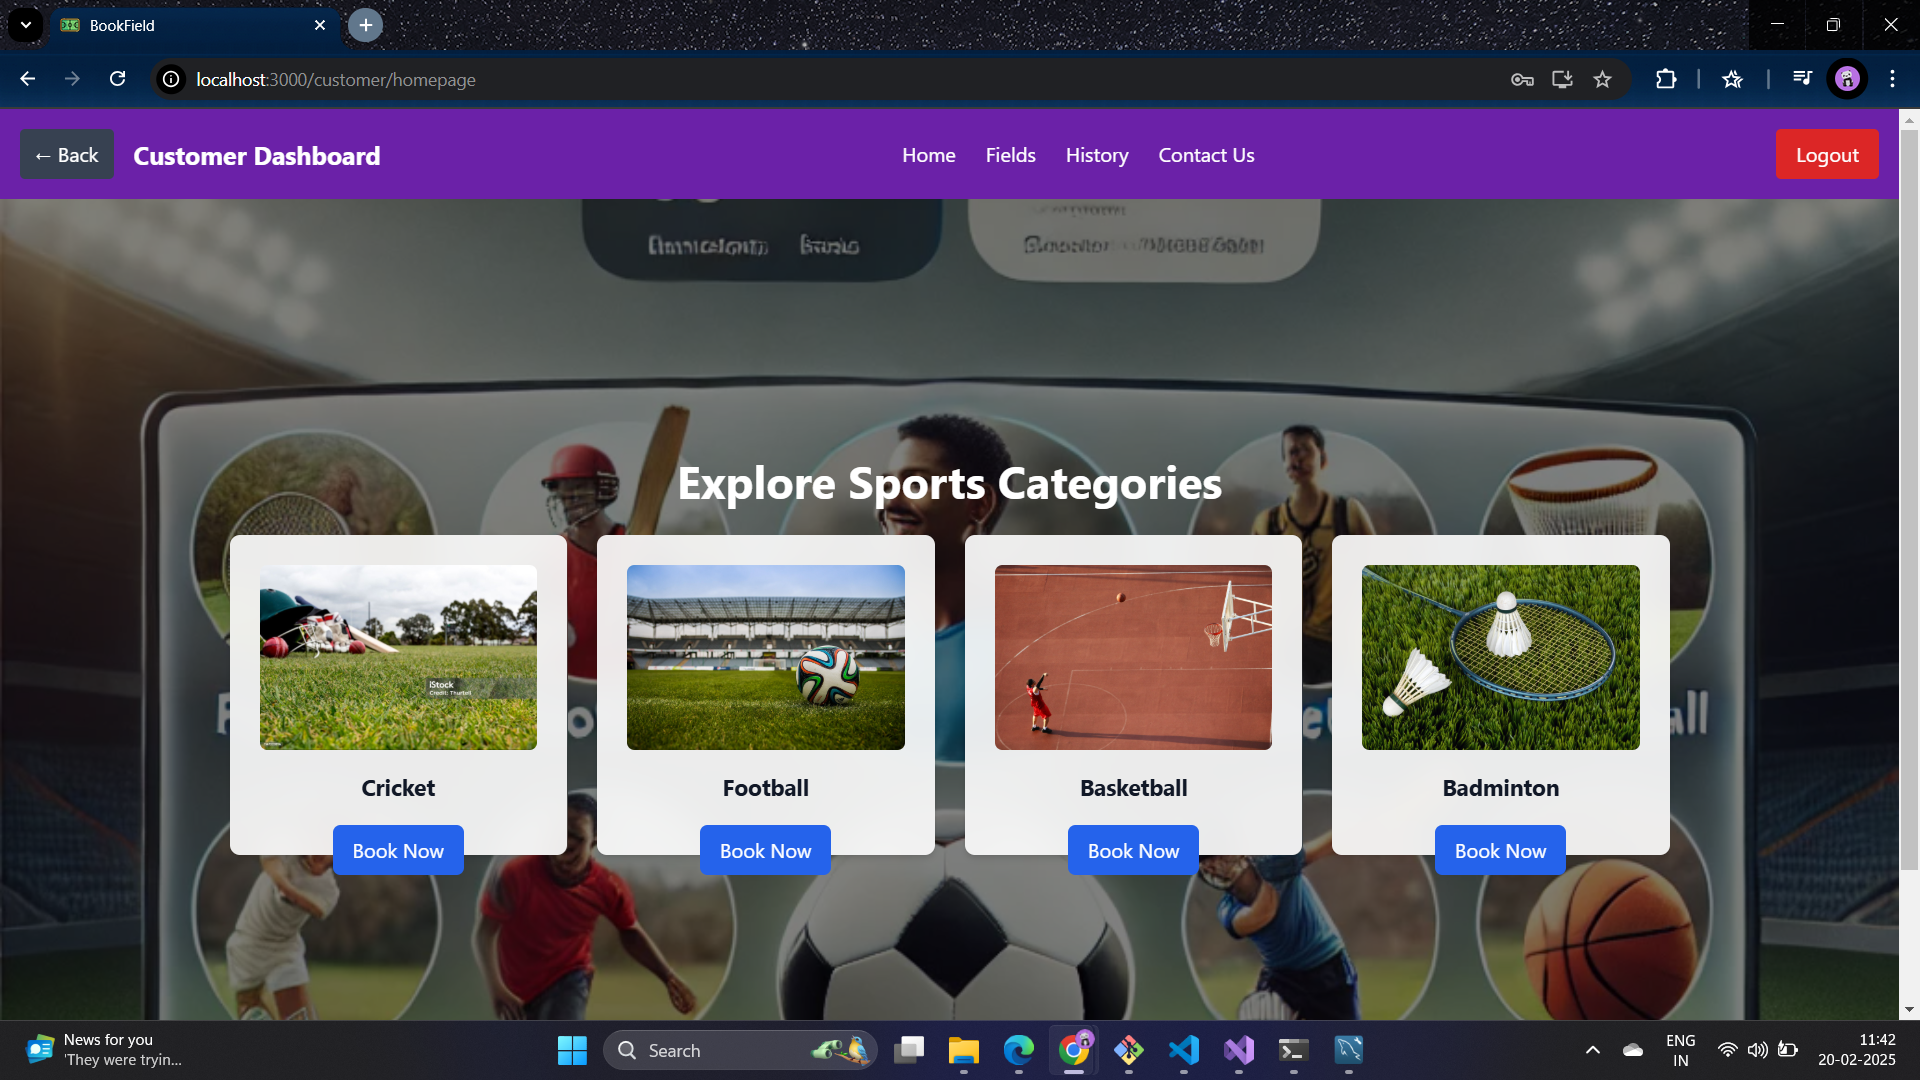 BookField
localhost:3000/customer/homepage
← Back
Customer Dashboard
Home
Fields
History
Contact Us
Logout
Explore Sports Categories
iStock
Credit: Thurtell
Cricket
Football
Basketball
Badminton
Book Now
Book Now
Book Now
Book Now
News for you
'They were tryin...
Search
ENG
IN
11:42
20-02-2025